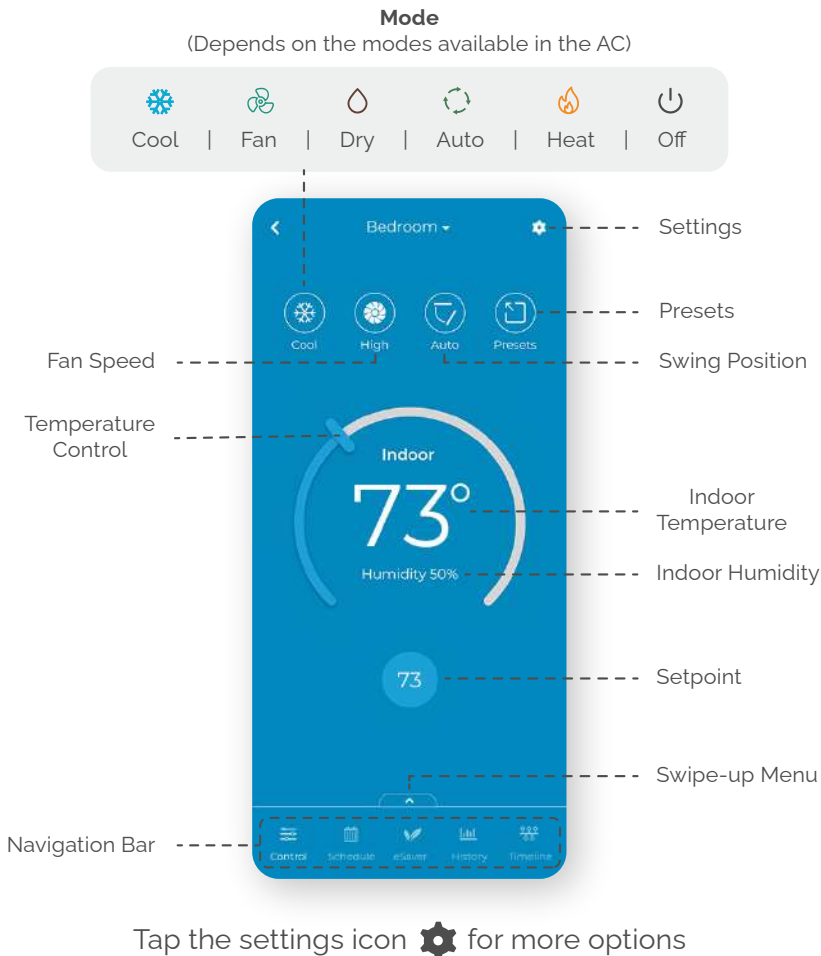 Mode
(Depends on the modes available in the AC)
Cool | Fan | Dry | Auto | Heat | Off
Bedroom
Settings
Cool High Auto Presets
Presets
Fan Speed
Swing Position
Temperature
Control
Indoor
73°
Humidity 50%
Indoor
Temperature
Indoor Humidity
73
Setpoint
Swipe-up Menu
Navigation Bar
Control Schedule eSaver History Timeline
Tap the settings icon for more options